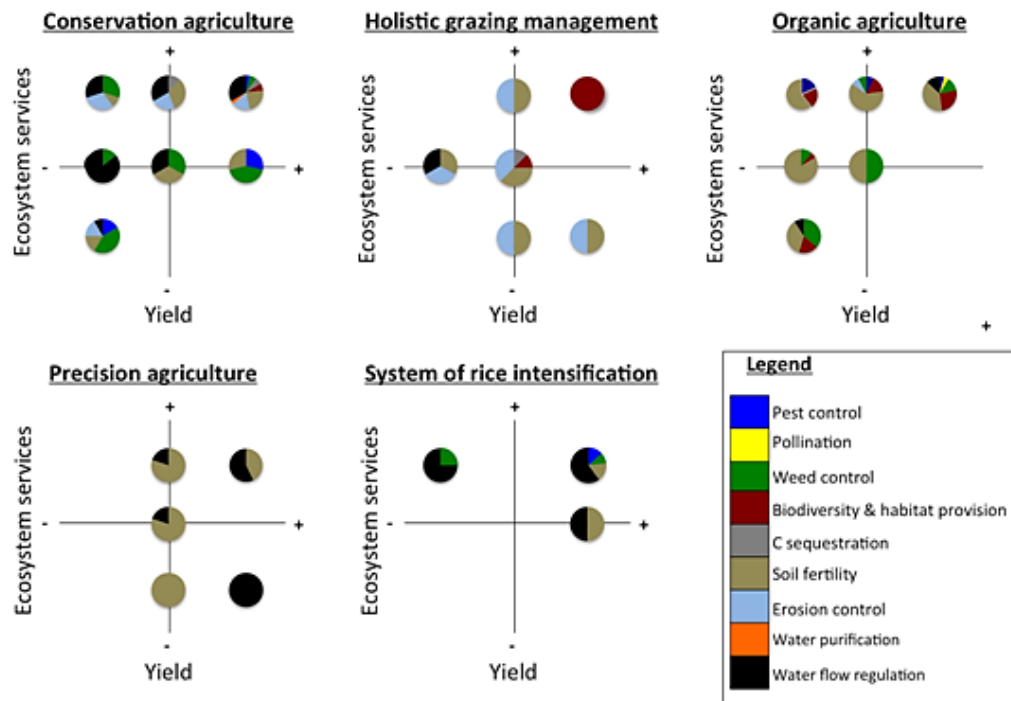 Conservation agriculture
+
Ecosystem services
-
+
-
Yield
Holistic grazing management
+
Ecosystem services
-
+
-
Yield
Organic agriculture
+
Ecosystem services
-
-
Yield
+
Precision agriculture
+
Ecosystem services
-
+
-
Yield
System of rice intensification
+
Ecosystem services
-
+
-
Yield
Legend
Pest control
Pollination
Weed control
Biodiversity & habitat provision
C sequestration
Soil fertility
Erosion control
Water purification
Water flow regulation